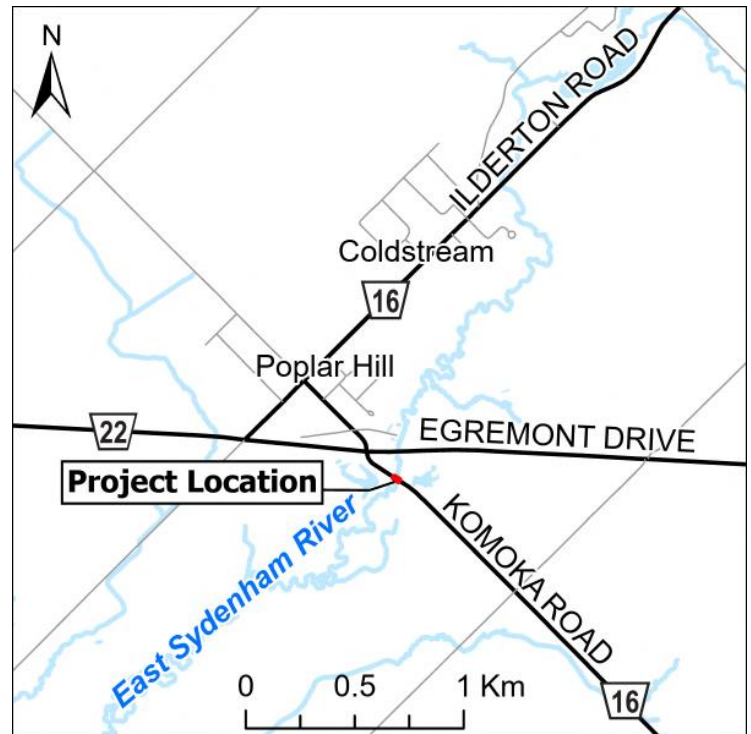 N
ILDERTON ROAD
Coldstream
16
Poplar Hill
22
EGREMONT DRIVE
Project Location
KOMOKA ROAD
East Sydenham River
0 0.5 1 Km
16